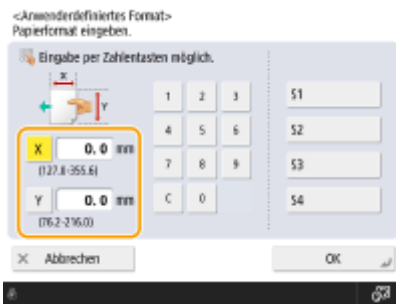 <Anwenderdefiniertes Format>
Papierformat eingeben.
Eingabe per Zahlentasten möglich.
X
Y
1 2 3 S1
4 5 6 S2
X 0.0 mm
(127.0-355.6)
7 8 9 S3
Y 0.0 mm
(76.2-216.0)
C 0 S4
× Abbrechen OK